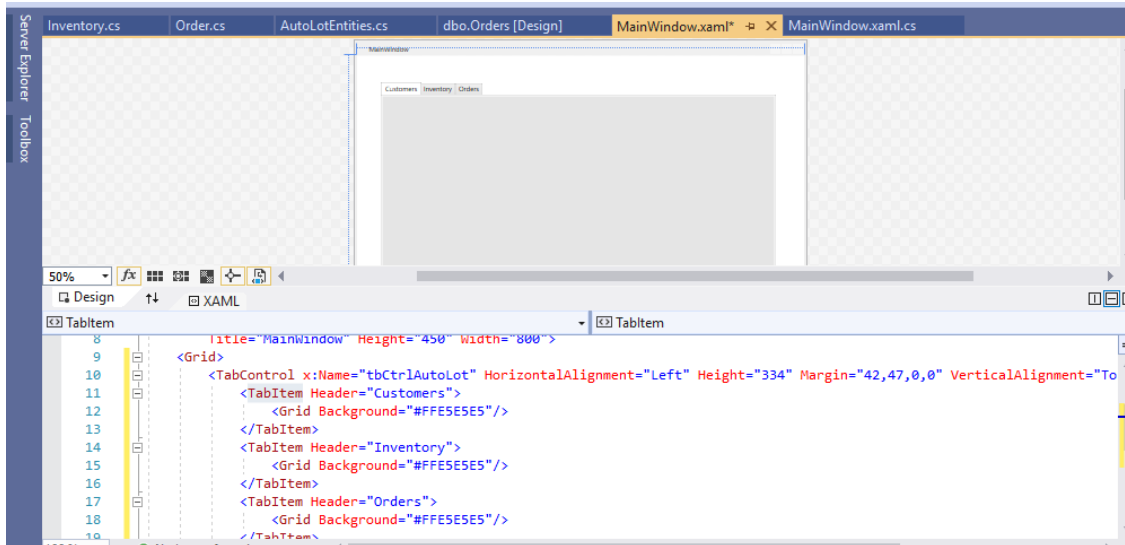 Server Explorer
Toolbox
Inventory.cs Order.cs AutoLotEntities.cs dbo.Orders [Design] MainWindow.xaml* MainWindow.xaml.cs
MainWindow
Customers Inventory Orders
50% fx
Design XAML
TabItem TabItem
8 Title="MainWindow" Height="450" Width="800">
9 <Grid>
10 <TabControl x:Name="tbCtrlAutoLot" HorizontalAlignment="Left" Height="334" Margin="42,47,0,0" VerticalAlignment="To
11 <TabItem Header="Customers">
12 <Grid Background="#FFE5E5E5"/>
13 </TabItem>
14 <TabItem Header="Inventory">
15 <Grid Background="#FFE5E5E5"/>
16 </TabItem>
17 <TabItem Header="Orders">
18 <Grid Background="#FFE5E5E5"/>
19 </TabItem>